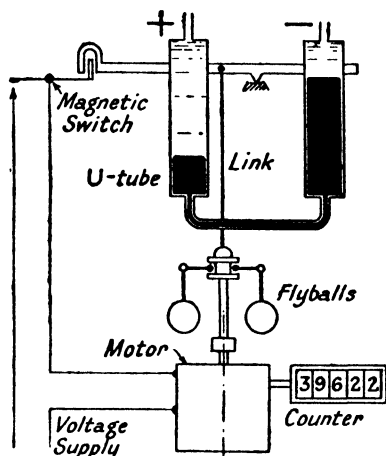 +
−
Magnetic
Switch
U-tube
Link
Flyballs
Motor
39622
Counter
Voltage
Supply